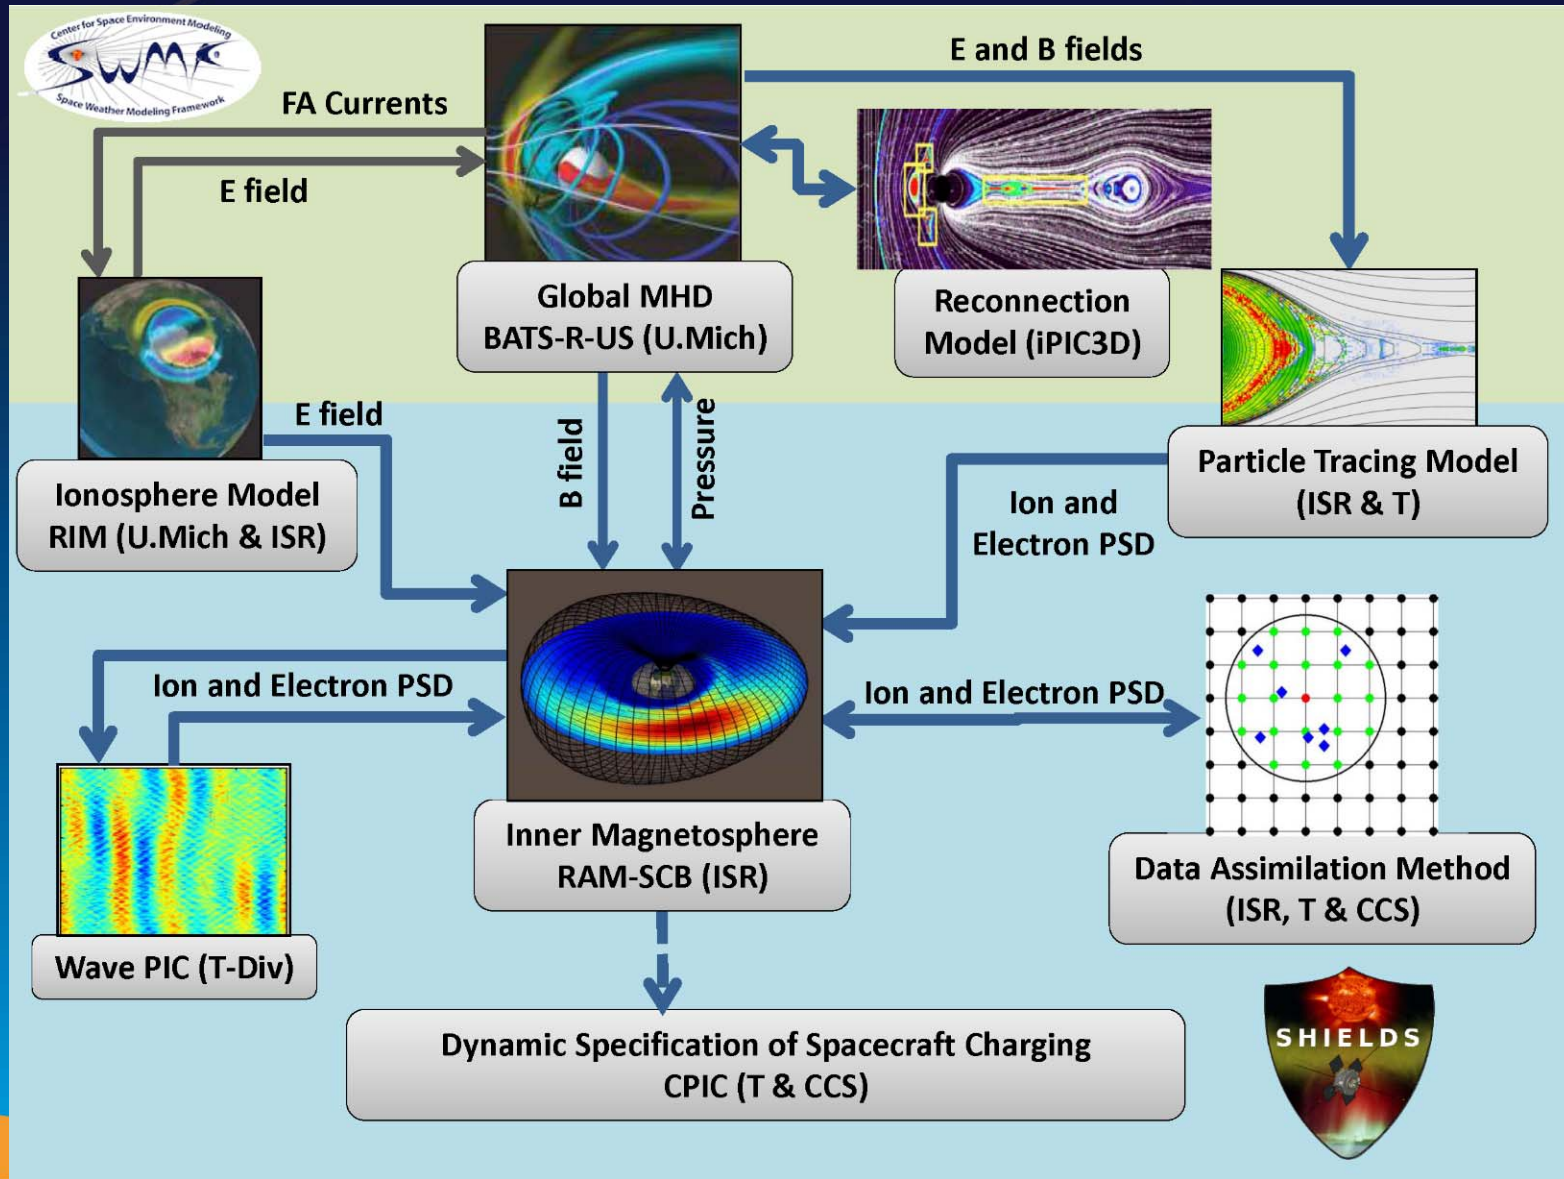 Center for Space Environment Modeling
SWMF
Space Weather Modeling Framework
FA Currents
E field
E and B fields
Global MHD
BATS-R-US (U.Mich)
Reconnection
Model (iPIC3D)
E field
Ionosphere Model
RIM (U.Mich & ISR)
B field
Pressure
Particle Tracing Model
(ISR & T)
Ion and
Electron PSD
Ion and Electron PSD
Ion and Electron PSD
Inner Magnetosphere
RAM-SCB (ISR)
Data Assimilation Method
(ISR, T & CCS)
Wave PIC (T-Div)
Dynamic Specification of Spacecraft Charging
CPIC (T & CCS)
SHIELDS